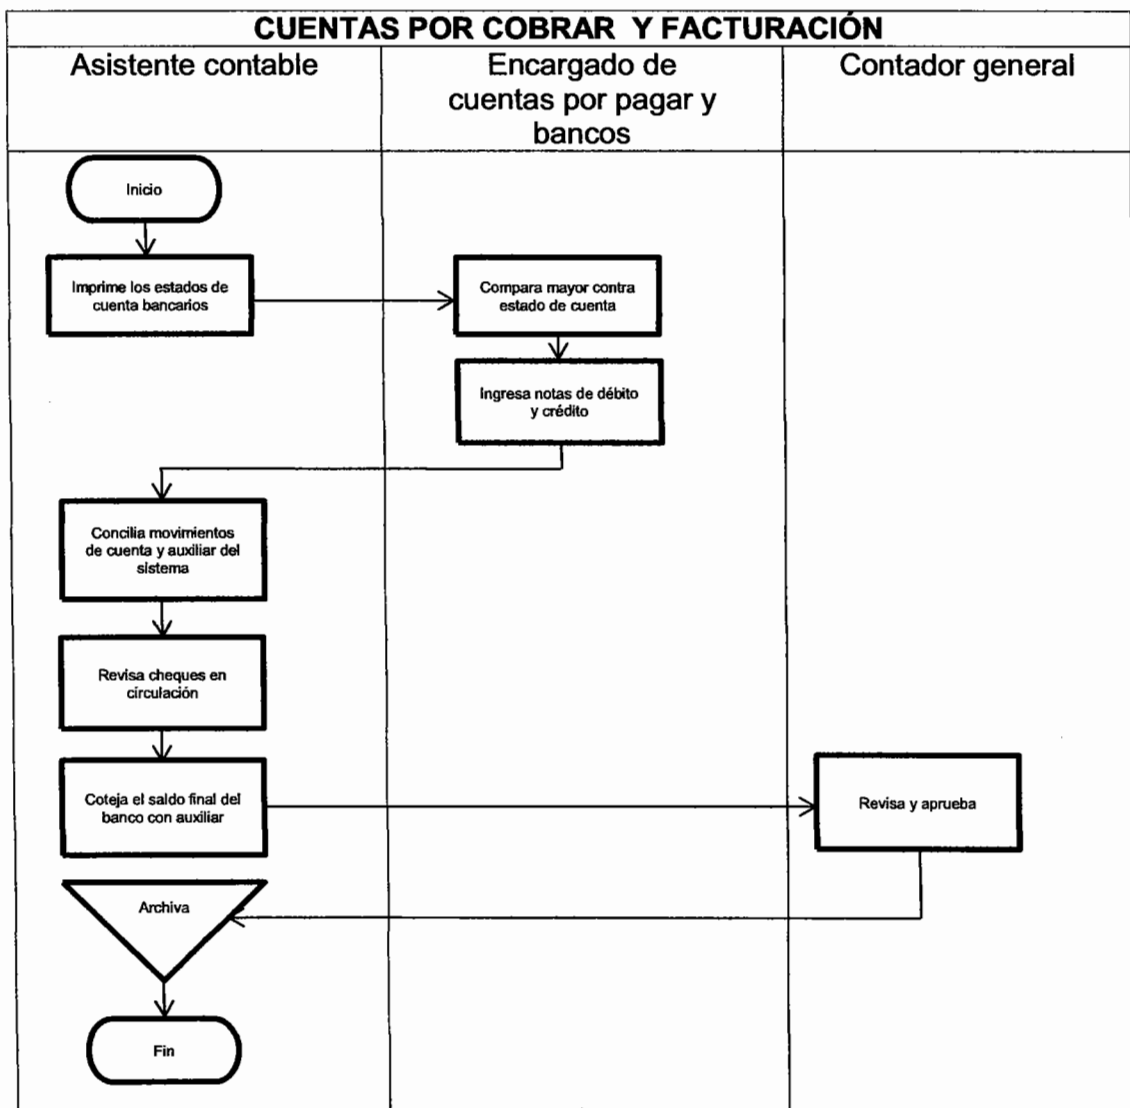 CUENTAS POR COBRAR Y FACTURACIÓN
Asistente contable
Encargado de
cuentas por pagar y
bancos
Contador general
Inicio
Imprime los estados de
cuenta bancarios
Compara mayor contra
estado de cuenta
Ingresa notas de débito
y crédito
Concilia movimientos
de cuenta y auxiliar del
sistema
Revisa cheques en
circulación
Coteja el saldo final del
banco con auxiliar
Revisa y aprueba
Archiva
Fin